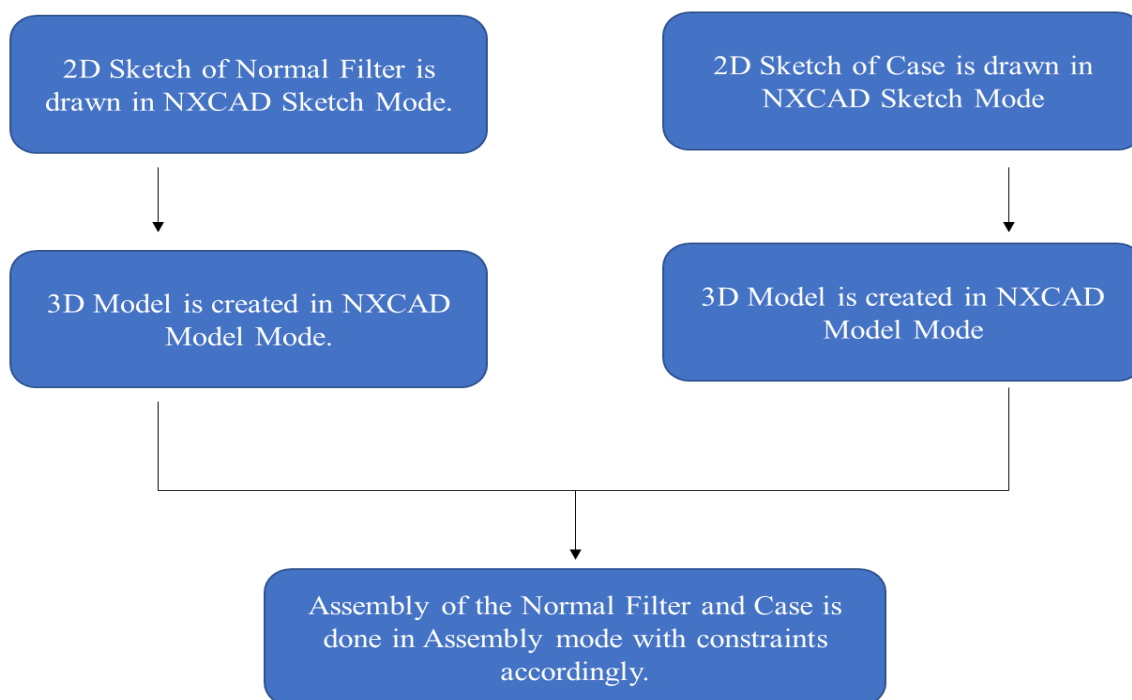 2D Sketch of Normal Filter is
drawn in NXCAD Sketch Mode.
2D Sketch of Case is drawn in
NXCAD Sketch Mode
3D Model is created in NXCAD
Model Mode.
3D Model is created in NXCAD
Model Mode
Assembly of the Normal Filter and Case is
done in Assembly mode with constraints
accordingly.